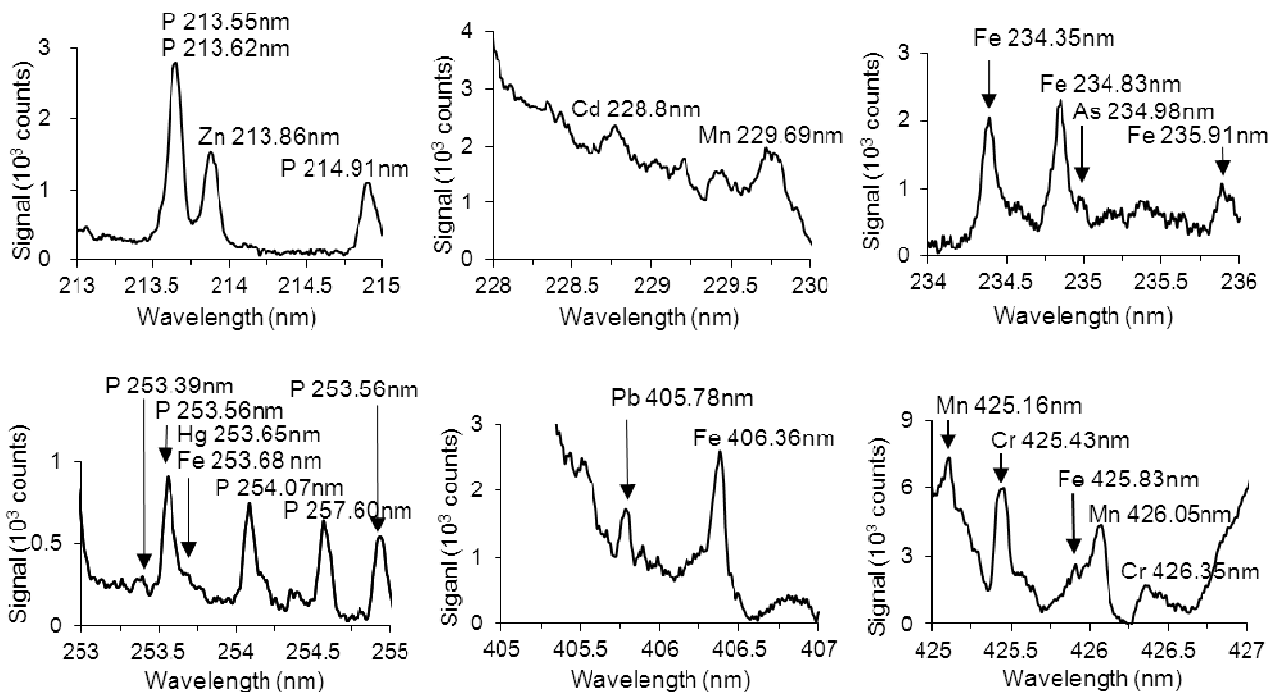 P 213.55nm
P 213.62nm
Zn 213.86nm
P 214.91nm
3
2
1
0
Signal (10³ counts)
213 213.5 214 214.5 215
Wavelength (nm)
Cd 228.8nm
Mn 229.69nm
4
3
2
1
0
Signal (10³ counts)
228 228.5 229 229.5 230
Wavelength (nm)
Fe 234.35nm
Fe 234.83nm
As 234.98nm
Fe 235.91nm
3
2
1
0
Signal (10³ counts)
234 234.5 235 235.5 236
Wavelength (nm)
P 253.39nm
P 253.56nm
P 253.56nm
Hg 253.65nm
Fe 253.68 nm
P 254.07nm
P 257.60nm
1
0.5
0
Signal (10³ counts)
253 253.5 254 254.5 255
Wavelength (nm)
Pb 405.78nm
Fe 406.36nm
3
2
1
0
Siganl (10³ counts)
405 405.5 406 406.5 407
Wavelength (nm)
Mn 425.16nm
Cr 425.43nm
Fe 425.83nm
Mn 426.05nm
Cr 426.35nm
9
6
3
0
Signal (10³ counts)
425 425.5 426 426.5 427
Wavelength (nm)